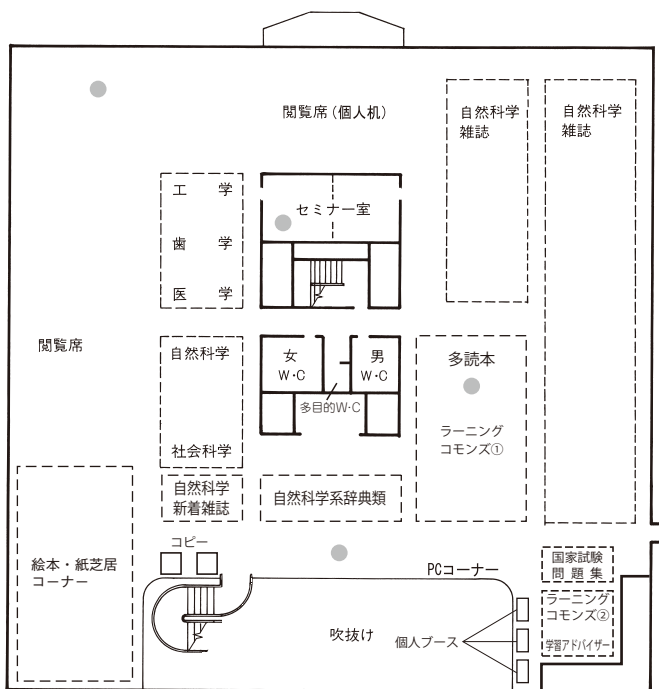 閲覧席(個人机)
自然科学
雑誌
自然科学
雑誌
工 学
歯 学
医 学
セミナー室
閲覧席
自然科学
社会科学
女
W・C
男
W・C
多目的W・C
多読本
ラーニング
コモンズ①
自然科学
新着雑誌
自然科学系辞典類
コピー
絵本・紙芝居
コーナー
PCコーナー
国家試験
問題集
ラーニング
コモンズ②
学習アドバイザー
吹抜け
個人ブース